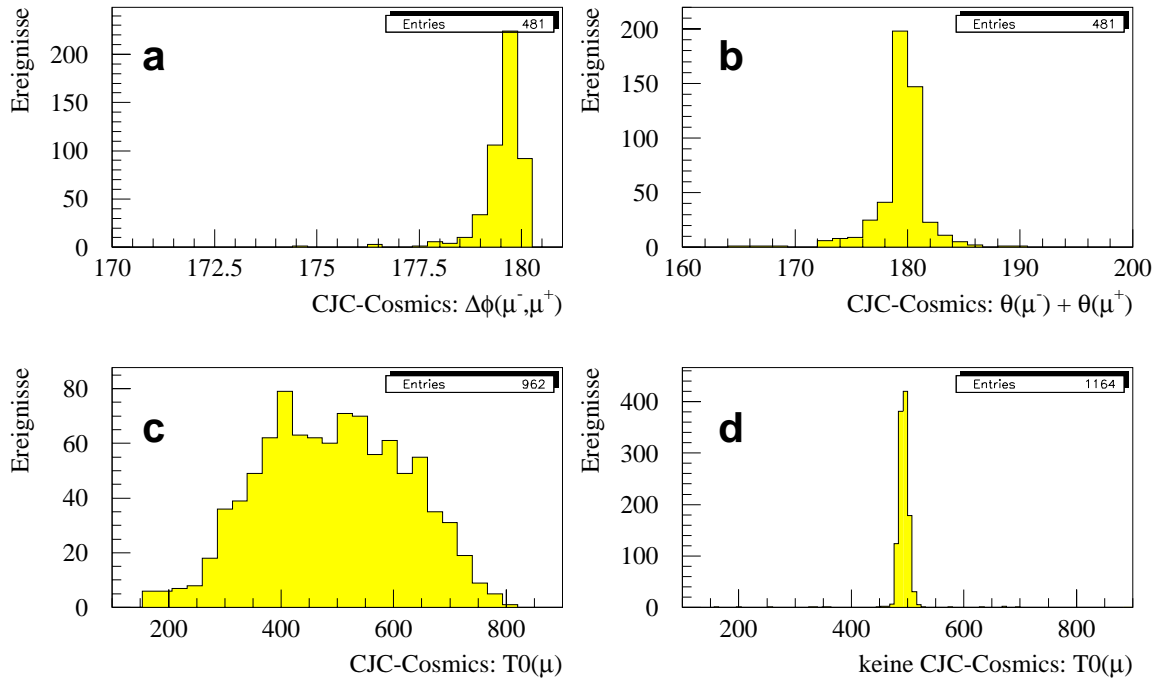 Ereignisse
a
Entries 481
200
150
100
50
0
170 172.5 175 177.5 180
CJC-Cosmics: Δϕ(μ⁻,μ⁺)
Ereignisse
b
Entries 481
200
150
100
50
0
160 170 180 190 200
CJC-Cosmics: θ(μ⁻) + θ(μ⁺)
Ereignisse
c
Entries 962
80
60
40
20
0
200 400 600 800
CJC-Cosmics: T0(μ)
Ereignisse
d
Entries 1164
400
300
200
100
0
200 400 600 800
keine CJC-Cosmics: T0(μ)